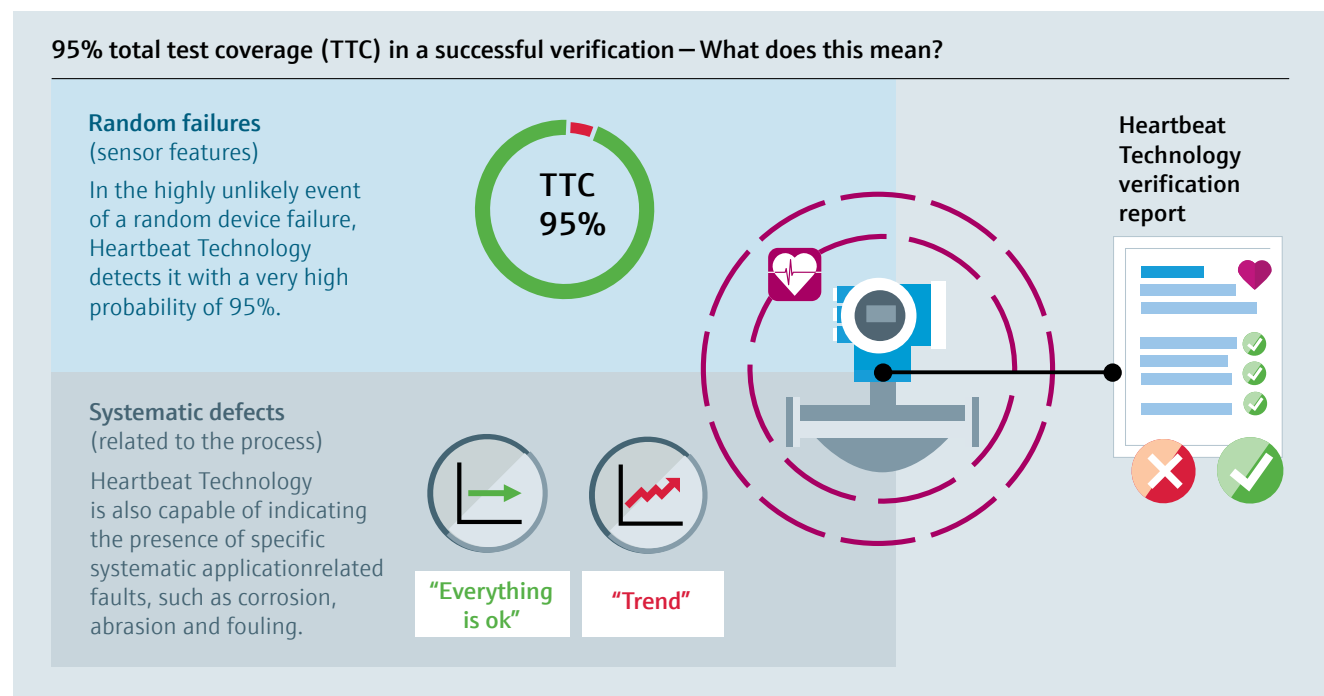 95% total test coverage (TTC) in a successful verification — What does this mean?
Random failures
(sensor features)
In the highly unlikely event
of a random device failure,
Heartbeat Technology
detects it with a very high
probability of 95%.
TTC
95%
Heartbeat
Technology
verification
report
Systematic defects
(related to the process)
Heartbeat Technology
is also capable of indicating
the presence of specific
systematic applicationrelated
faults, such as corrosion,
abrasion and fouling.
“Everything
is ok”
“Trend”